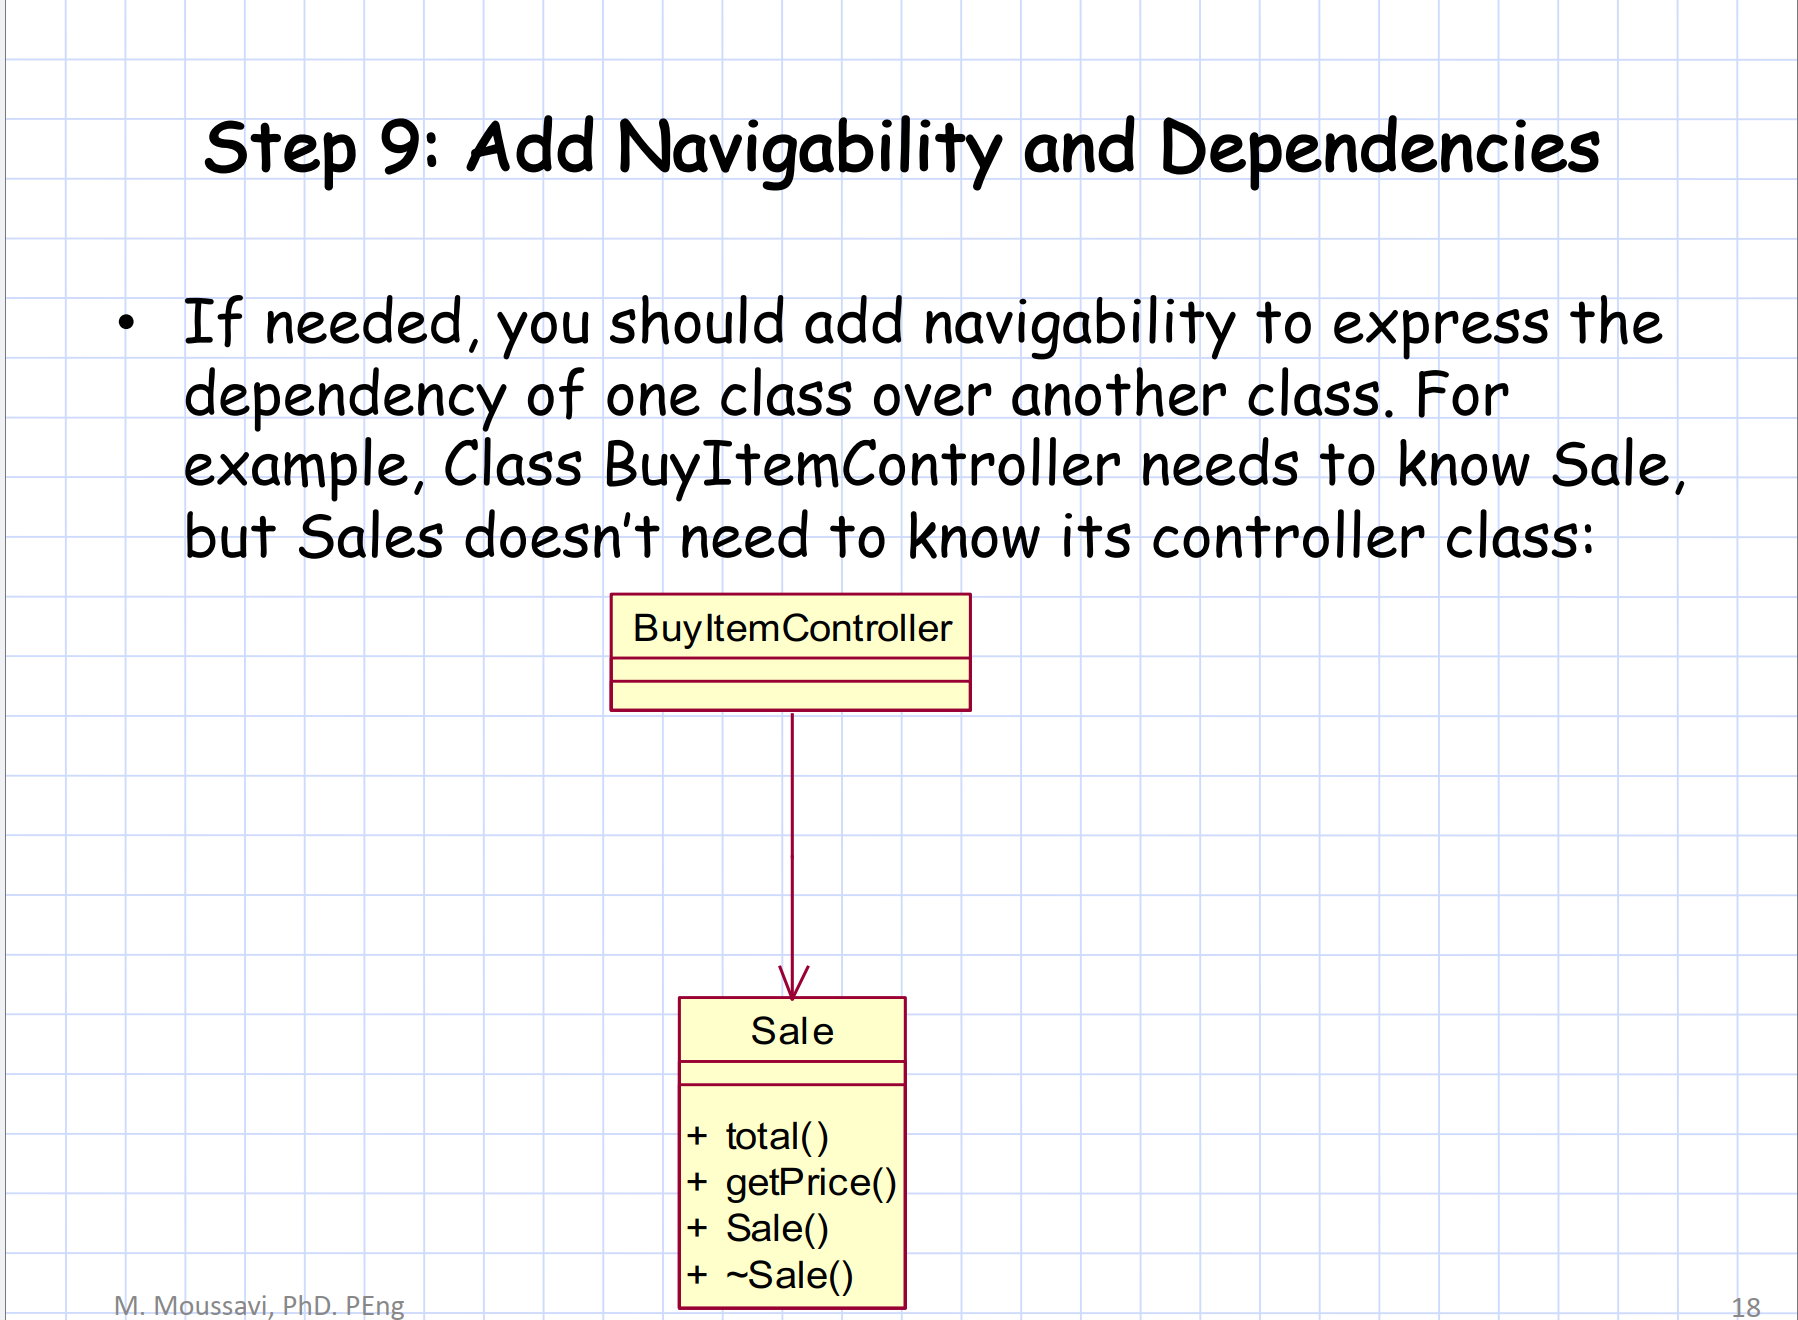 Step 9: Add Navigability and Dependencies
• If needed, you should add navigability to express the
dependency of one class over another class. For
example, Class BuyItemController needs to know Sale,
but Sales doesn't need to know its controller class:
BuyItemController
Sale
+ total()
+ getPrice()
+ Sale()
+ ~Sale()
M. Moussavi, PhD. PEng
18